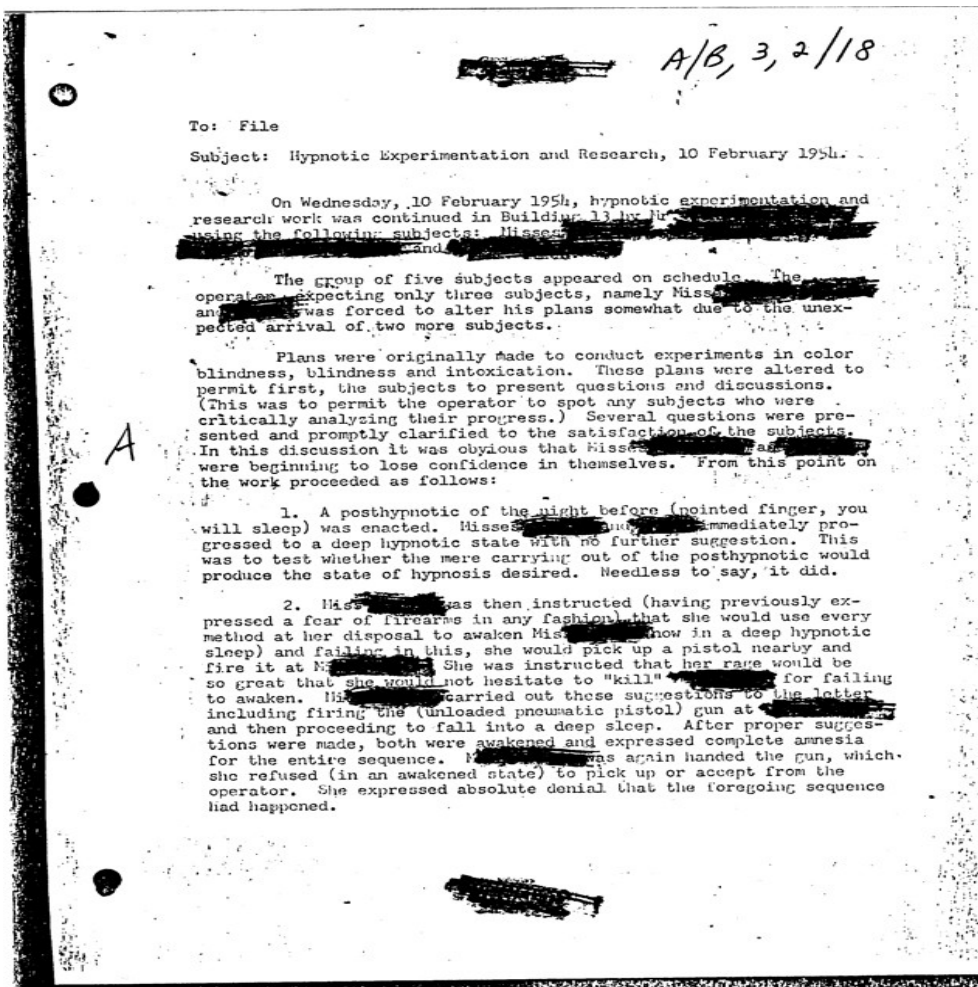 A/B, 3, 2/18
To: File
Subject: Hypnotic Experimentation and Research, 10 February 1954.
On Wednesday, 10 February 1954, hypnotic experimentation and
research work was continued in Building 13 by Mr
using the following subjects: Misses
and
The group of five subjects appeared on schedule. The
operator, expecting only three subjects, namely Miss
and was forced to alter his plans somewhat due to the unex-
pected arrival of two more subjects.
Plans were originally made to conduct experiments in color
blindness, blindness and intoxication. These plans were altered to
permit first, the subjects to present questions and discussions.
(This was to permit the operator to spot any subjects who were
critically analyzing their progress.) Several questions were pre-
sented and promptly clarified to the satisfaction of the subjects.
In this discussion it was obvious that Misses and
A
were beginning to lose confidence in themselves. From this point on
the work proceeded as follows:
1. A posthypnotic of the night before (pointed finger, you
will sleep) was enacted. Misses and immediately pro-
gressed to a deep hypnotic state with no further suggestion. This
was to test whether the mere carrying out of the posthypnotic would
produce the state of hypnosis desired. Needless to say, it did.
2. Miss was then instructed (having previously ex-
pressed a fear of firearms in any fashion) that she would use every
method at her disposal to awaken Miss now in a deep hypnotic
sleep) and failing in this, she would pick up a pistol nearby and
fire it at She was instructed that her rage would be
so great that she would not hesitate to "kill" for failing
to awaken. carried out these suggestions to the letter
including firing the (unloaded pneumatic pistol) gun at
and then proceeding to fall into a deep sleep. After proper sugges-
tions were made, both were awakened and expressed complete amnesia
for the entire sequence. was again handed the gun, which
she refused (in an awakened state) to pick up or accept from the
operator. She expressed absolute denial that the foregoing sequence
had happened.